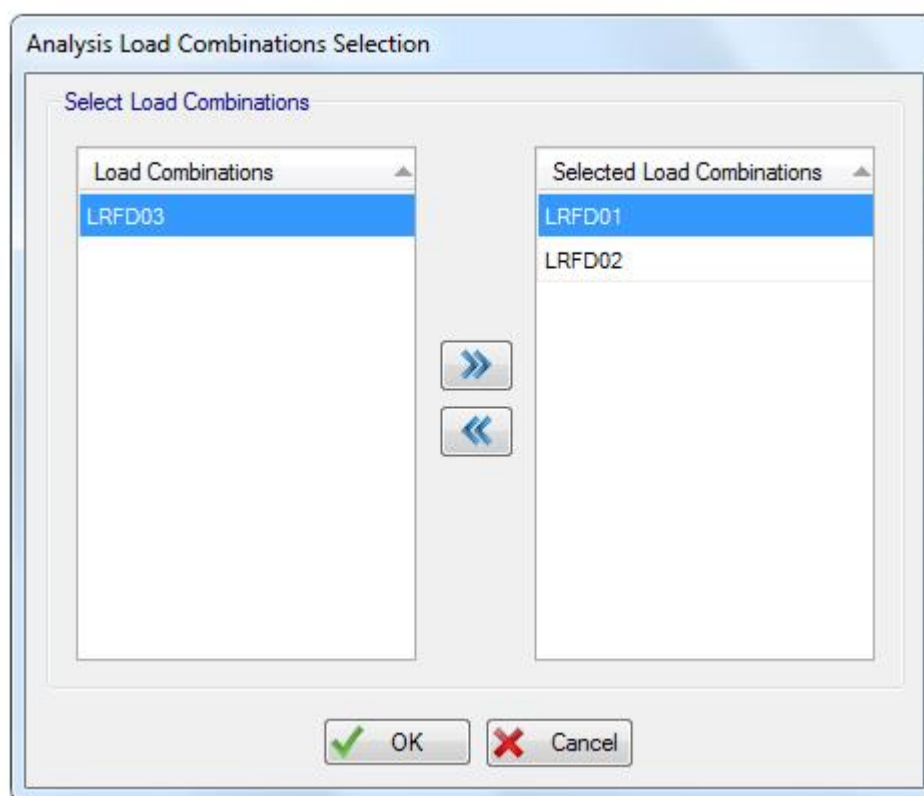 Analysis Load Combinations Selection
Select Load Combinations
Load Combinations
LRFD03
Selected Load Combinations
LRFD01
LRFD02
OK
Cancel